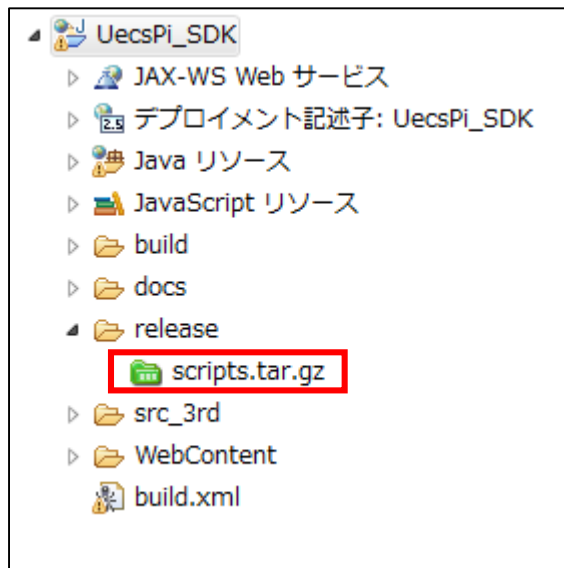 UecsPi_SDK
JAX-WS Web サービス
2.5 デプロイメント記述子: UecsPi_SDK
Java リソース
JavaScript リソース
build
docs
release
scripts.tar.gz
src_3rd
WebContent
build.xml